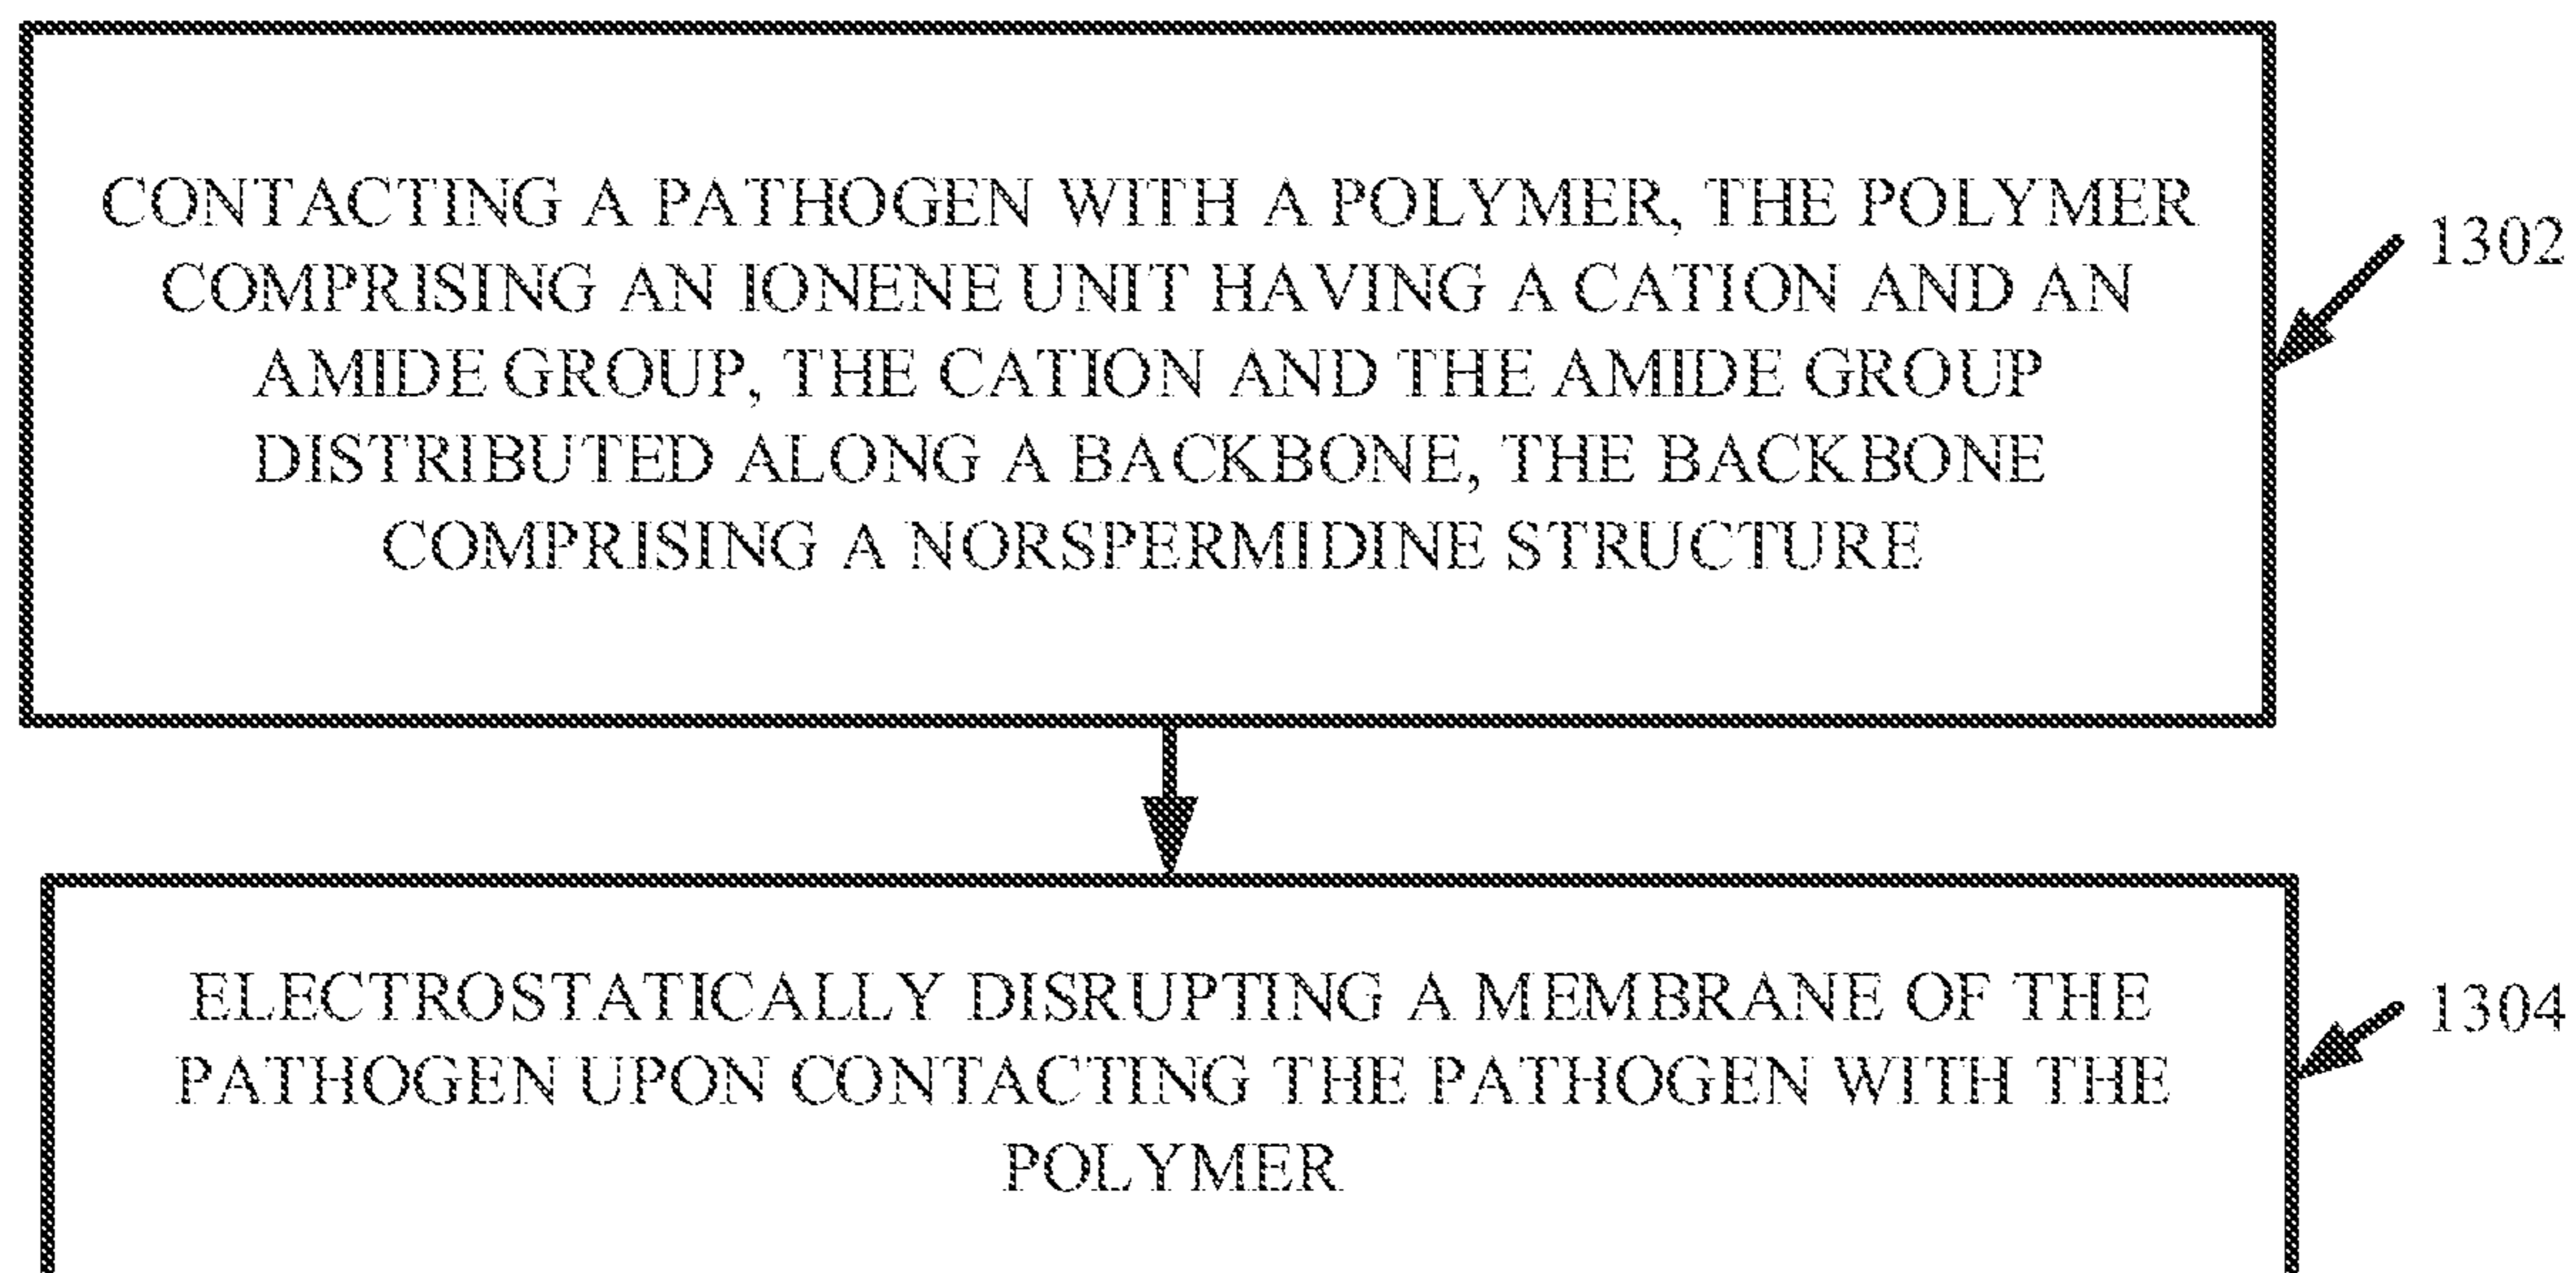 CONTACTING A PATHOGEN WITH A POLYMER, THE POLYMER
COMPRISING AN IONENE UNIT HAVING A CATION AND AN
AMIDE GROUP, THE CATION AND THE AMIDE GROUP
DISTRIBUTED ALONG A BACKBONE, THE BACKBONE
COMPRISING A NORSPERMIDINE STRUCTURE
1302
ELECTROSTATICALLY DISRUPTING A MEMBRANE OF THE
PATHOGEN UPON CONTACTING THE PATHOGEN WITH THE
POLYMER
1304